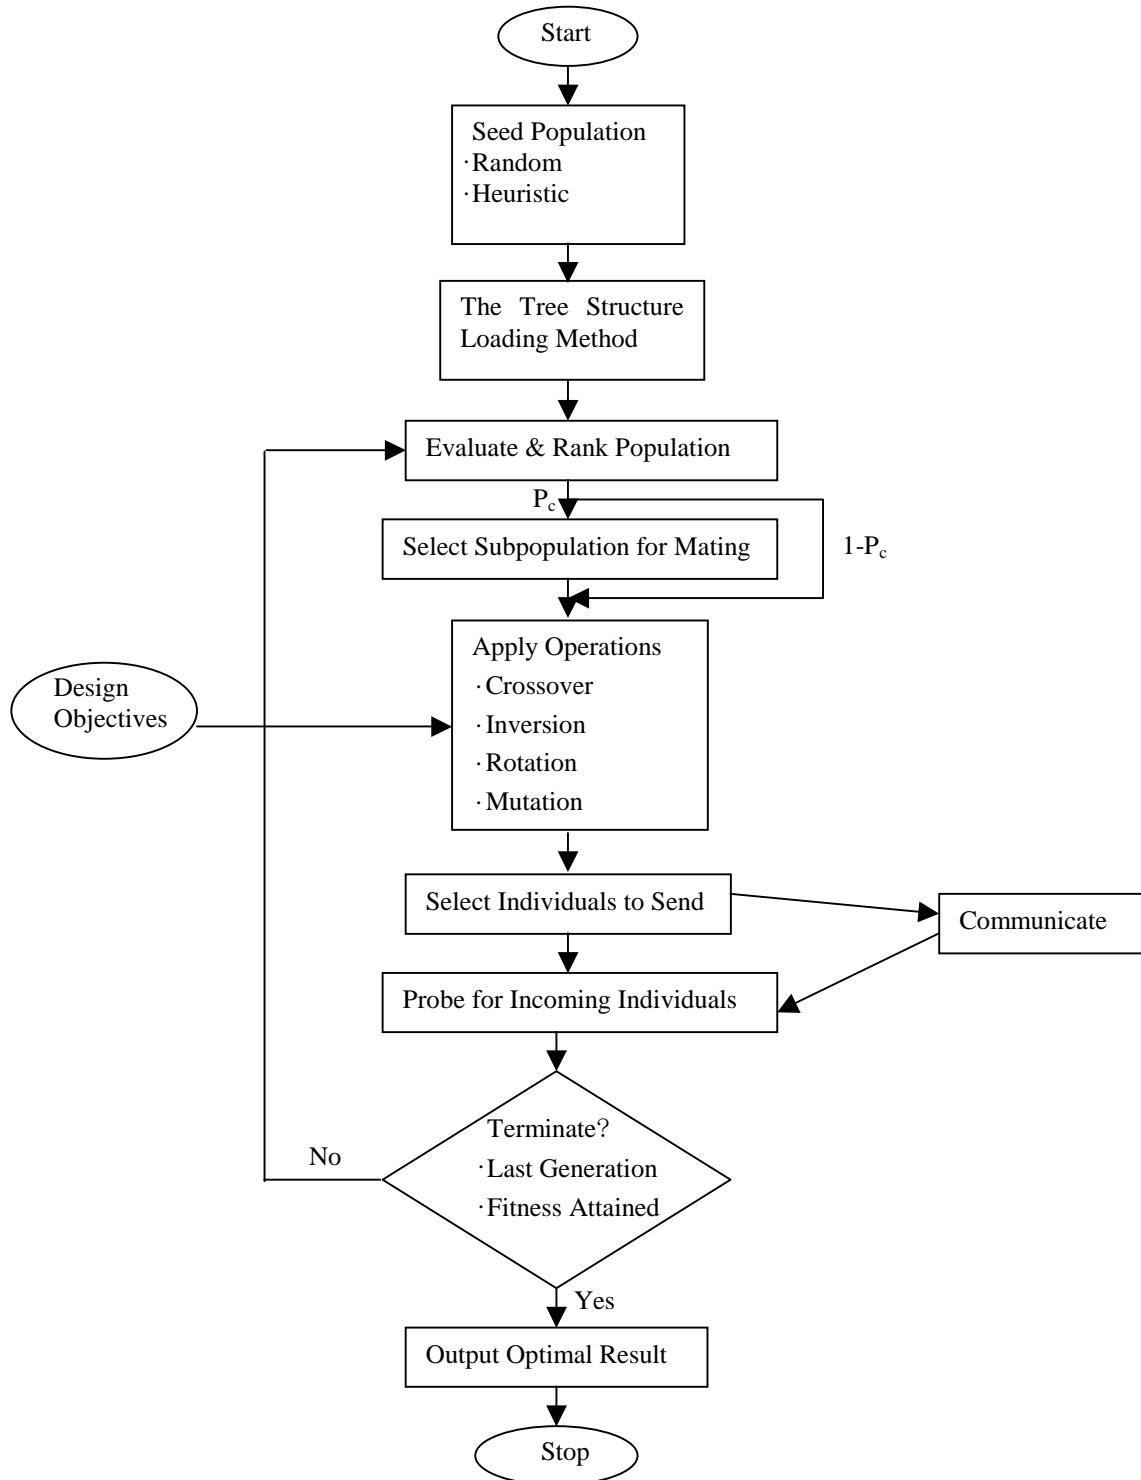 Start
Seed Population
·Random
·Heuristic
The Tree Structure
Loading Method
Evaluate & Rank Population
Pc
Select Subpopulation for Mating
1-Pc
Apply Operations
·Crossover
·Inversion
·Rotation
·Mutation
Design
Objectives
Select Individuals to Send
Communicate
Probe for Incoming Individuals
Terminate?
·Last Generation
·Fitness Attained
No
Yes
Output Optimal Result
Stop